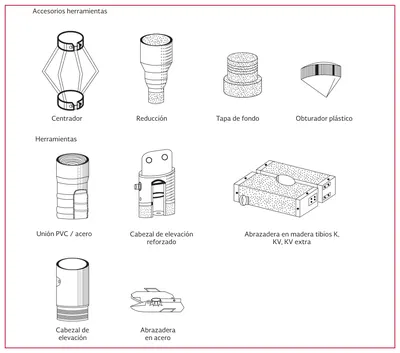 Accesorios herramientas
Centrador
Reducción
Tapa de fondo
Obturador plástico
Herramientas
Unión PVC / acero
Cabezal de elevación
reforzado
Abrazadera en madera tibios K,
KV, KV extra
Cabezal de
elevación
Abrazadera
en acero